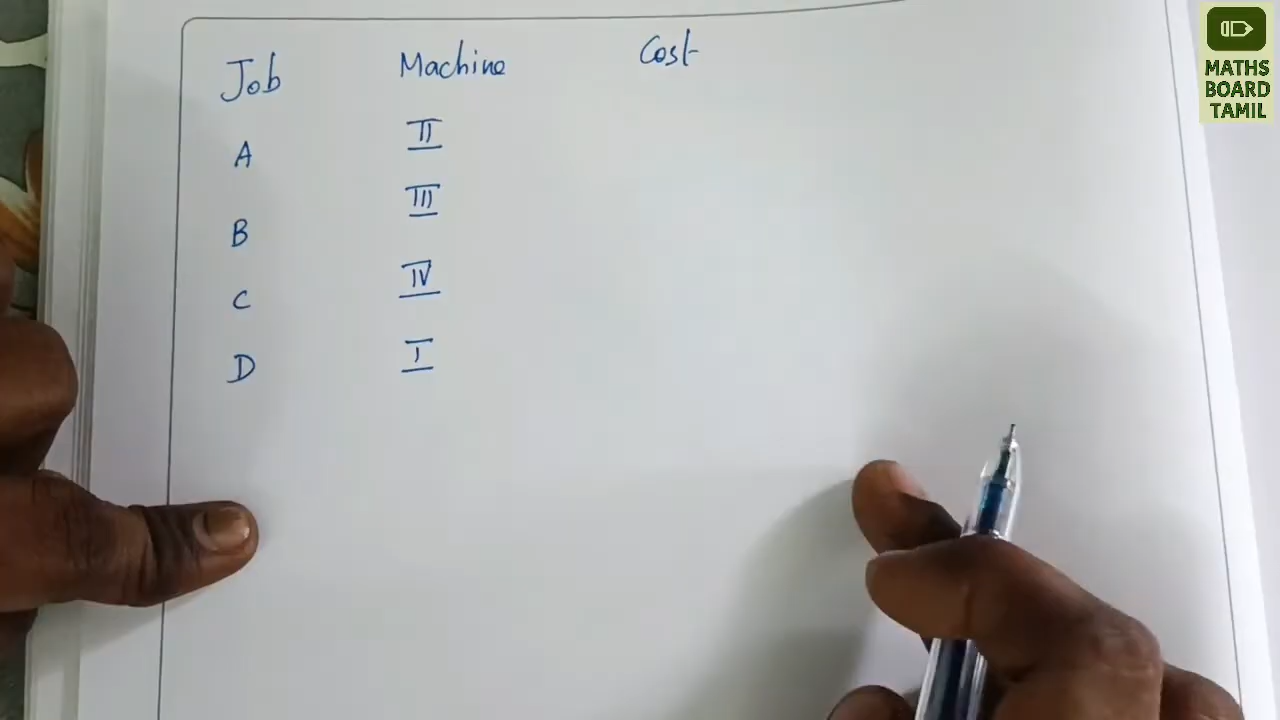 Job Machine Cost
A II
B III
C IV
D I
MATHS
BOARD
TAMIL